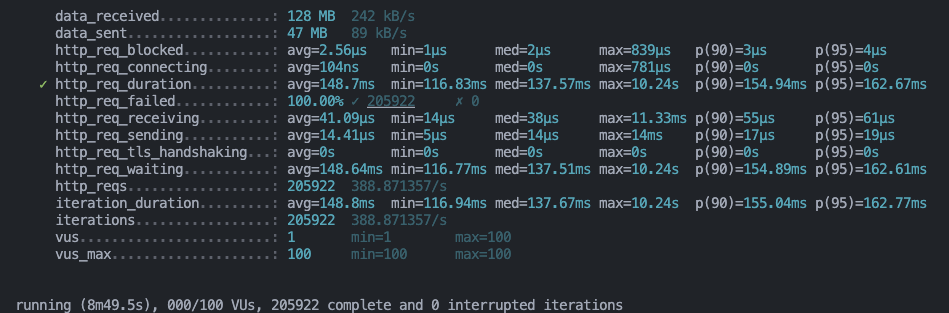 data_received..............: 128 MB 242 kB/s
data_sent..................: 47 MB 89 kB/s
http_req_blocked...........: avg=2.56µs min=1µs med=2µs max=839µs p(90)=3µs p(95)=4µs
http_req_connecting........: avg=104ns min=0s med=0s max=781µs p(90)=0s p(95)=0s
✓ http_req_duration..........: avg=148.7ms min=116.83ms med=137.57ms max=10.24s p(90)=154.94ms p(95)=162.67ms
http_req_failed............: 100.00% ✓ 205922 ✗ 0
http_req_receiving.........: avg=41.09µs min=14µs med=38µs max=11.33ms p(90)=55µs p(95)=61µs
http_req_sending...........: avg=14.41µs min=5µs med=14µs max=14ms p(90)=17µs p(95)=19µs
http_req_tls_handshaking...: avg=0s min=0s med=0s max=0s p(90)=0s p(95)=0s
http_req_waiting...........: avg=148.64ms min=116.77ms med=137.51ms max=10.24s p(90)=154.89ms p(95)=162.61ms
http_reqs..................: 205922 388.871357/s
iteration_duration.........: avg=148.8ms min=116.94ms med=137.67ms max=10.24s p(90)=155.04ms p(95)=162.77ms
iterations.................: 205922 388.871357/s
vus........................: 1 min=1 max=100
vus_max....................: 100 min=100 max=100
running (8m49.5s), 000/100 VUs, 205922 complete and 0 interrupted iterations